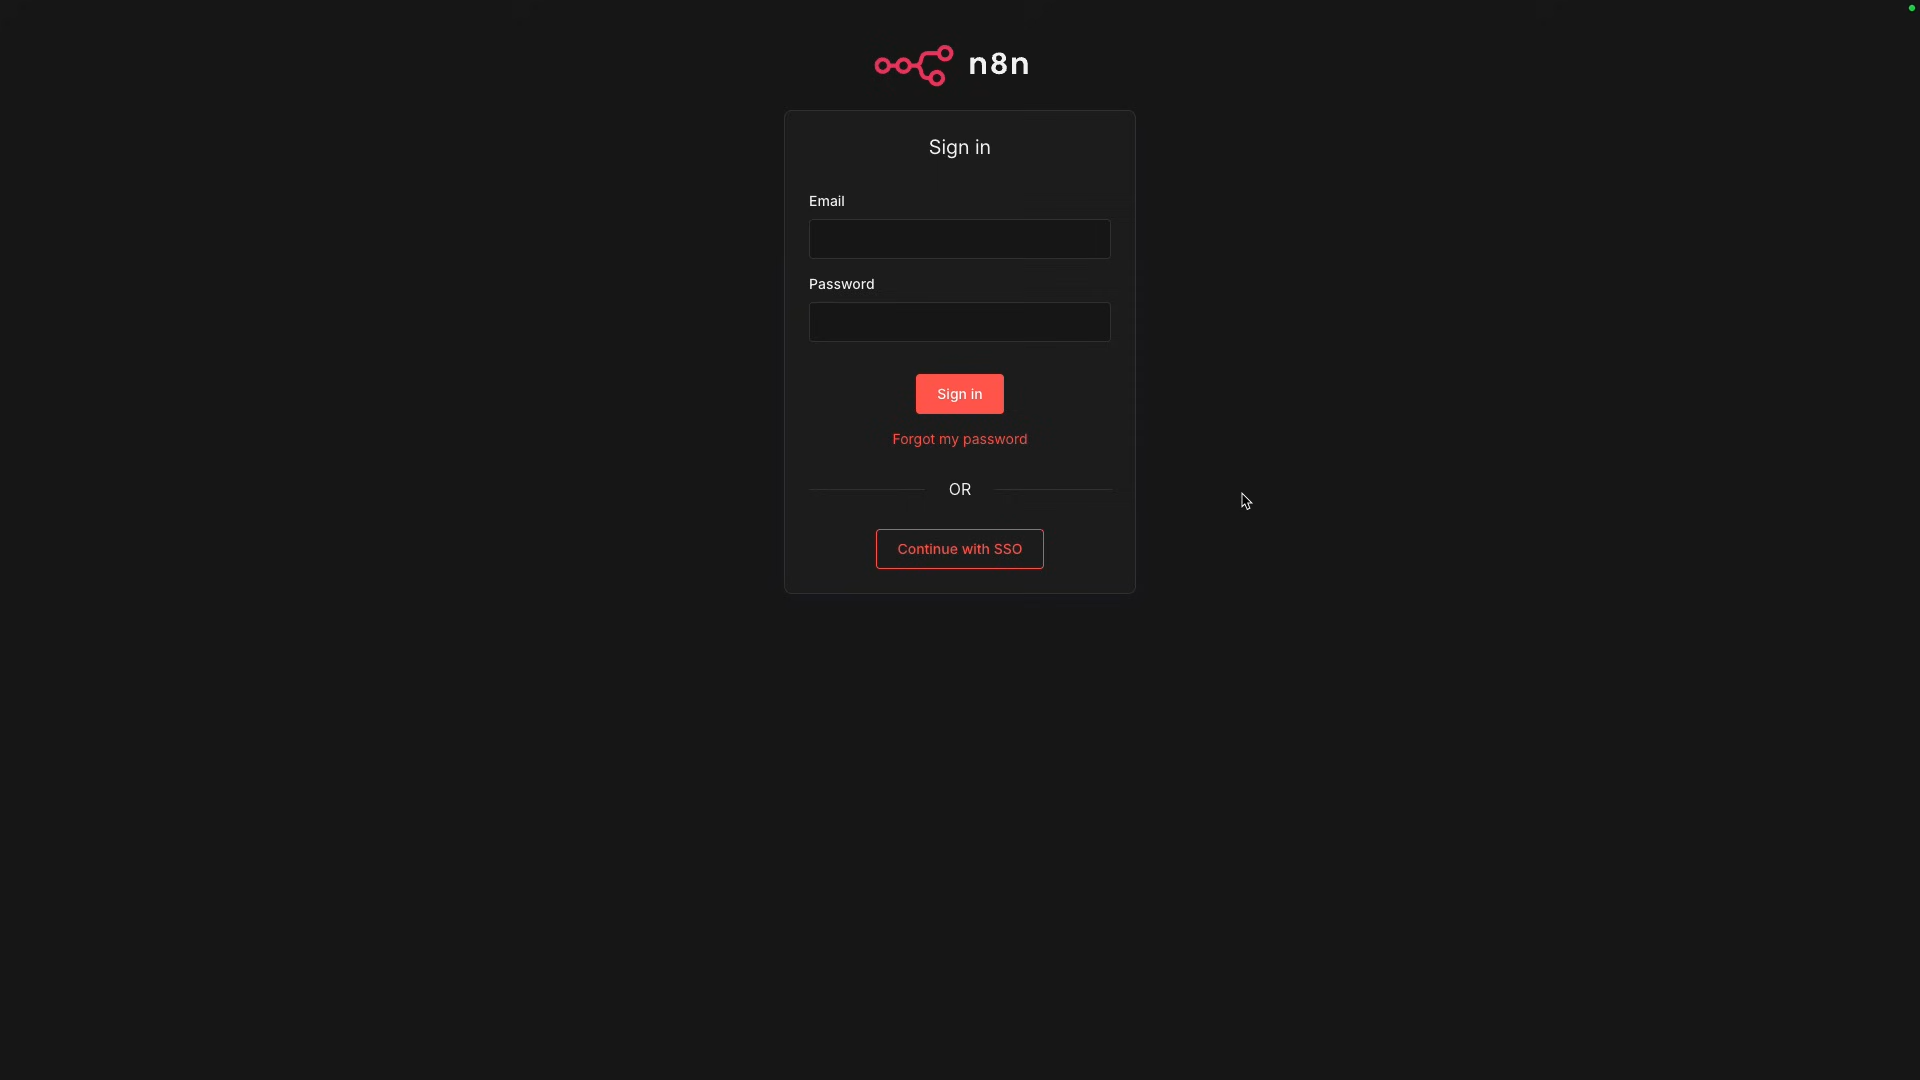 n8n
Sign in
Email
Password
Sign in
Forgot my password
OR
Continue with SSO